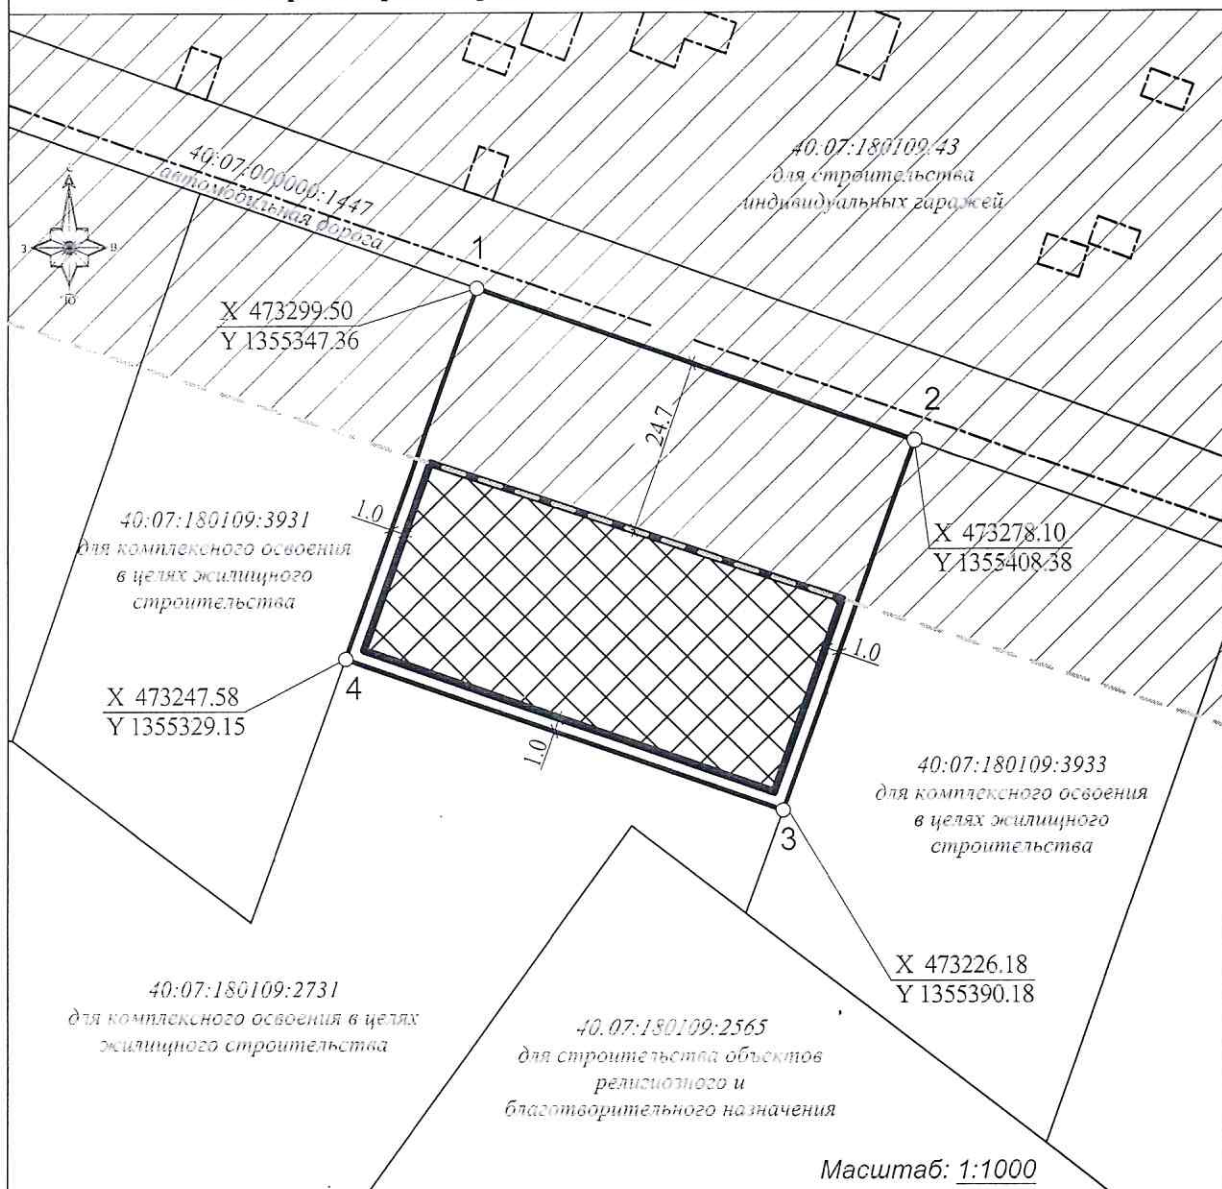 40:07:180109:43
для строительства
индивидуальных гаражей
40:07:000000:1447
автомобильная дорога
С
З
В
Ю
1
X 473299.50
Y 1355347.36
2
24.7
X 473278.10
Y 1355408.38
40:07:180109:3931
для комплексного освоения
в целях жилищного
строительства
1.0
1.0
X 473247.58
Y 1355329.15
4
1.0
40:07:180109:3933
для комплексного освоения
в целях жилищного
строительства
3
X 473226.18
Y 1355390.18
40:07:180109:2731
для комплексного освоения в целях
жилищного строительства
40:07:180109:2565
для строительства объектов
религиозного и
благотворительного назначения
Масштаб: 1:1000